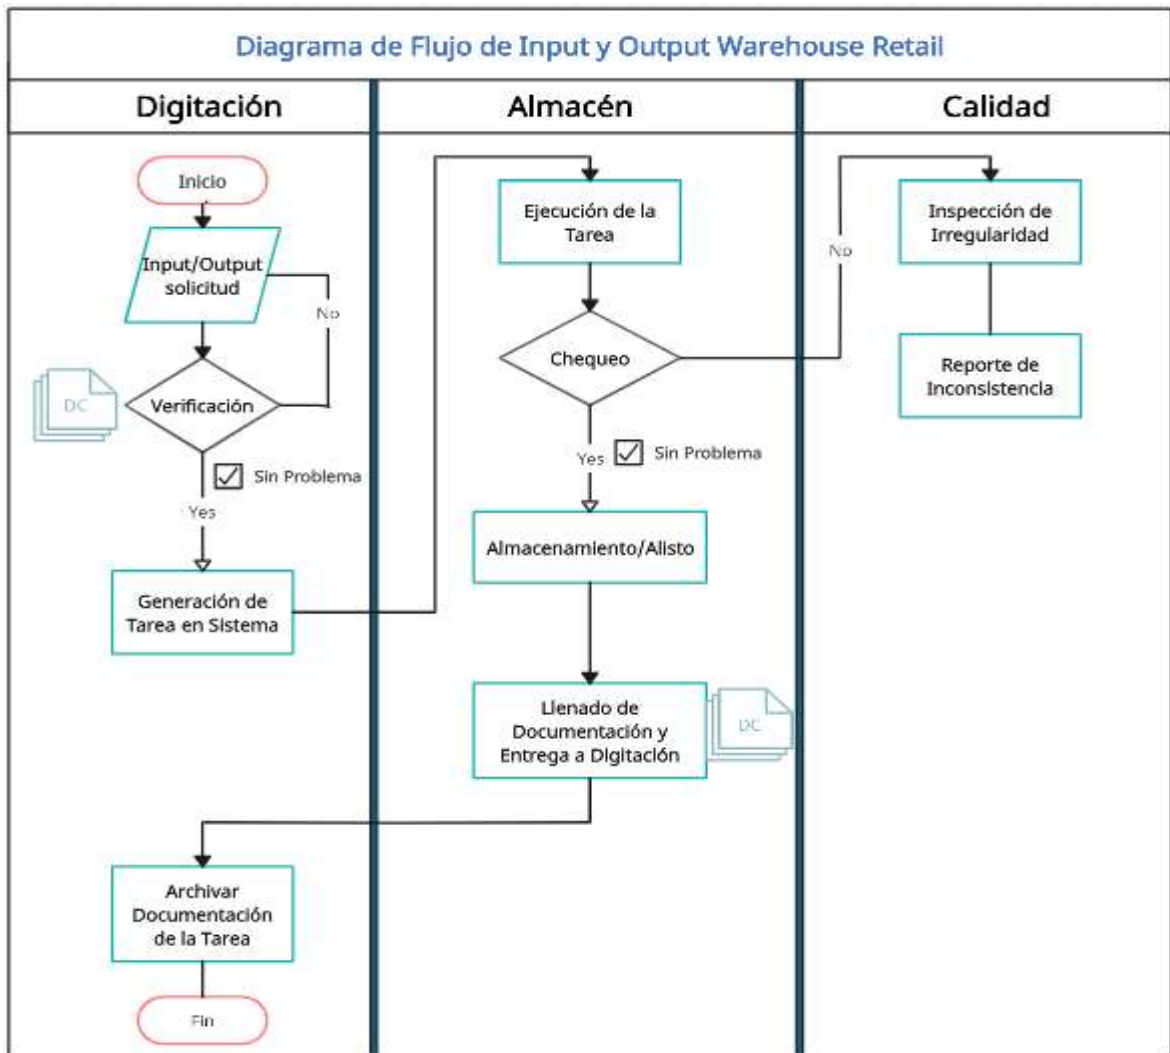 Diagrama de Flujo de Input y Output Warehouse Retail
Digitación
Almacén
Calidad
Inicio
Input/Output
solicitud
No
DC
Verificación
Sin Problema
Yes
Generación de
Tarea en Sistema
Ejecución de la
Tarea
Chequeo
No
Yes
Sin Problema
Almacenamiento/Alisto
Llenado de
Documentación y
Entrega a Digitación
DC
Inspección de
Irregularidad
Reporte de
Inconsistencia
Archivar
Documentación
de la Tarea
Fin